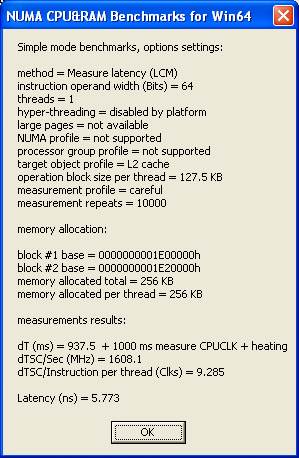 NUMA CPU&RAM Benchmarks for Win64
Simple mode benchmarks, options settings:
method = Measure latency (LCM)
instruction operand width (Bits) = 64
threads = 1
hyper-threading = disabled by platform
large pages = not available
NUMA profile = not supported
processor group profile = not supported
target object profile = L2 cache
operation block size per thread = 127.5 KB
measurement profile = careful
measurement repeats = 10000
memory allocation:
block #1 base = 0000000001E00000h
block #2 base = 0000000001E20000h
memory allocated total = 256 KB
memory allocated per thread = 256 KB
measurements results:
dT (ms) = 937.5  + 1000 ms measure CPUCLK + heating
dTSC/Sec (MHz) = 1608.1
dTSC/Instruction per thread (Clks) = 9.285
Latency (ns) = 5.773
OK